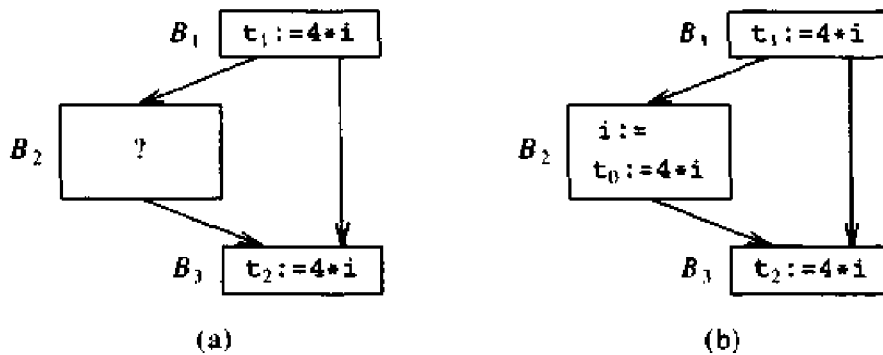 B₁ t₁:=4*i
B₂ ?
B₃ t₂:=4*i
(a)
B₁ t₁:=4*i
B₂ i:=
t₀:=4*i
B₃ t₂:=4*i
(b)